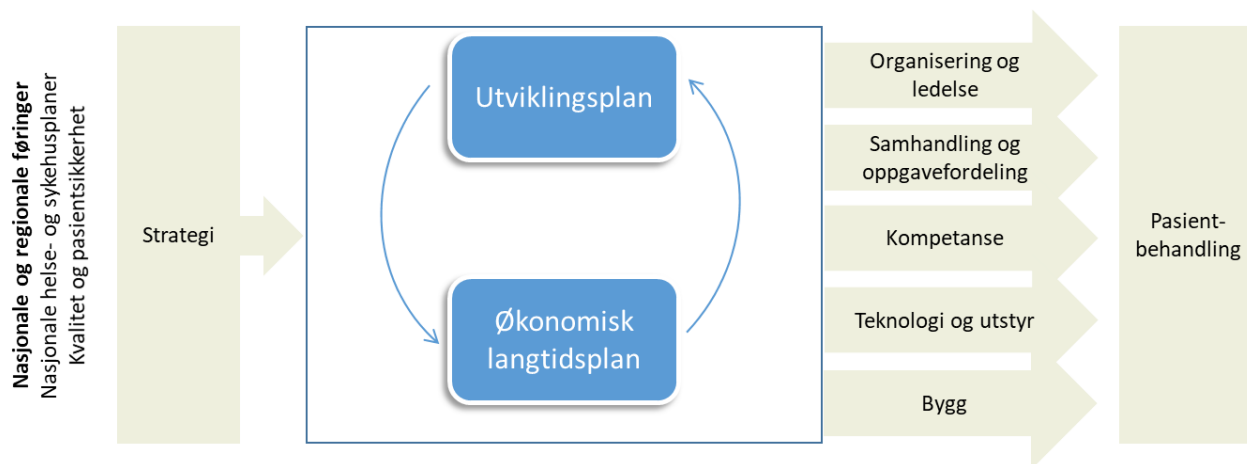 Nasjonale og regionale føringer
Nasjonale helse- og sykehusplaner
Kvalitet og pasientsikkerhet
Strategi
Utviklingsplan
Økonomisk
langtidsplan
Organisering og
ledelse
Samhandling og
oppgavefordeling
Kompetanse
Teknologi og utstyr
Bygg
Pasient-
behandling